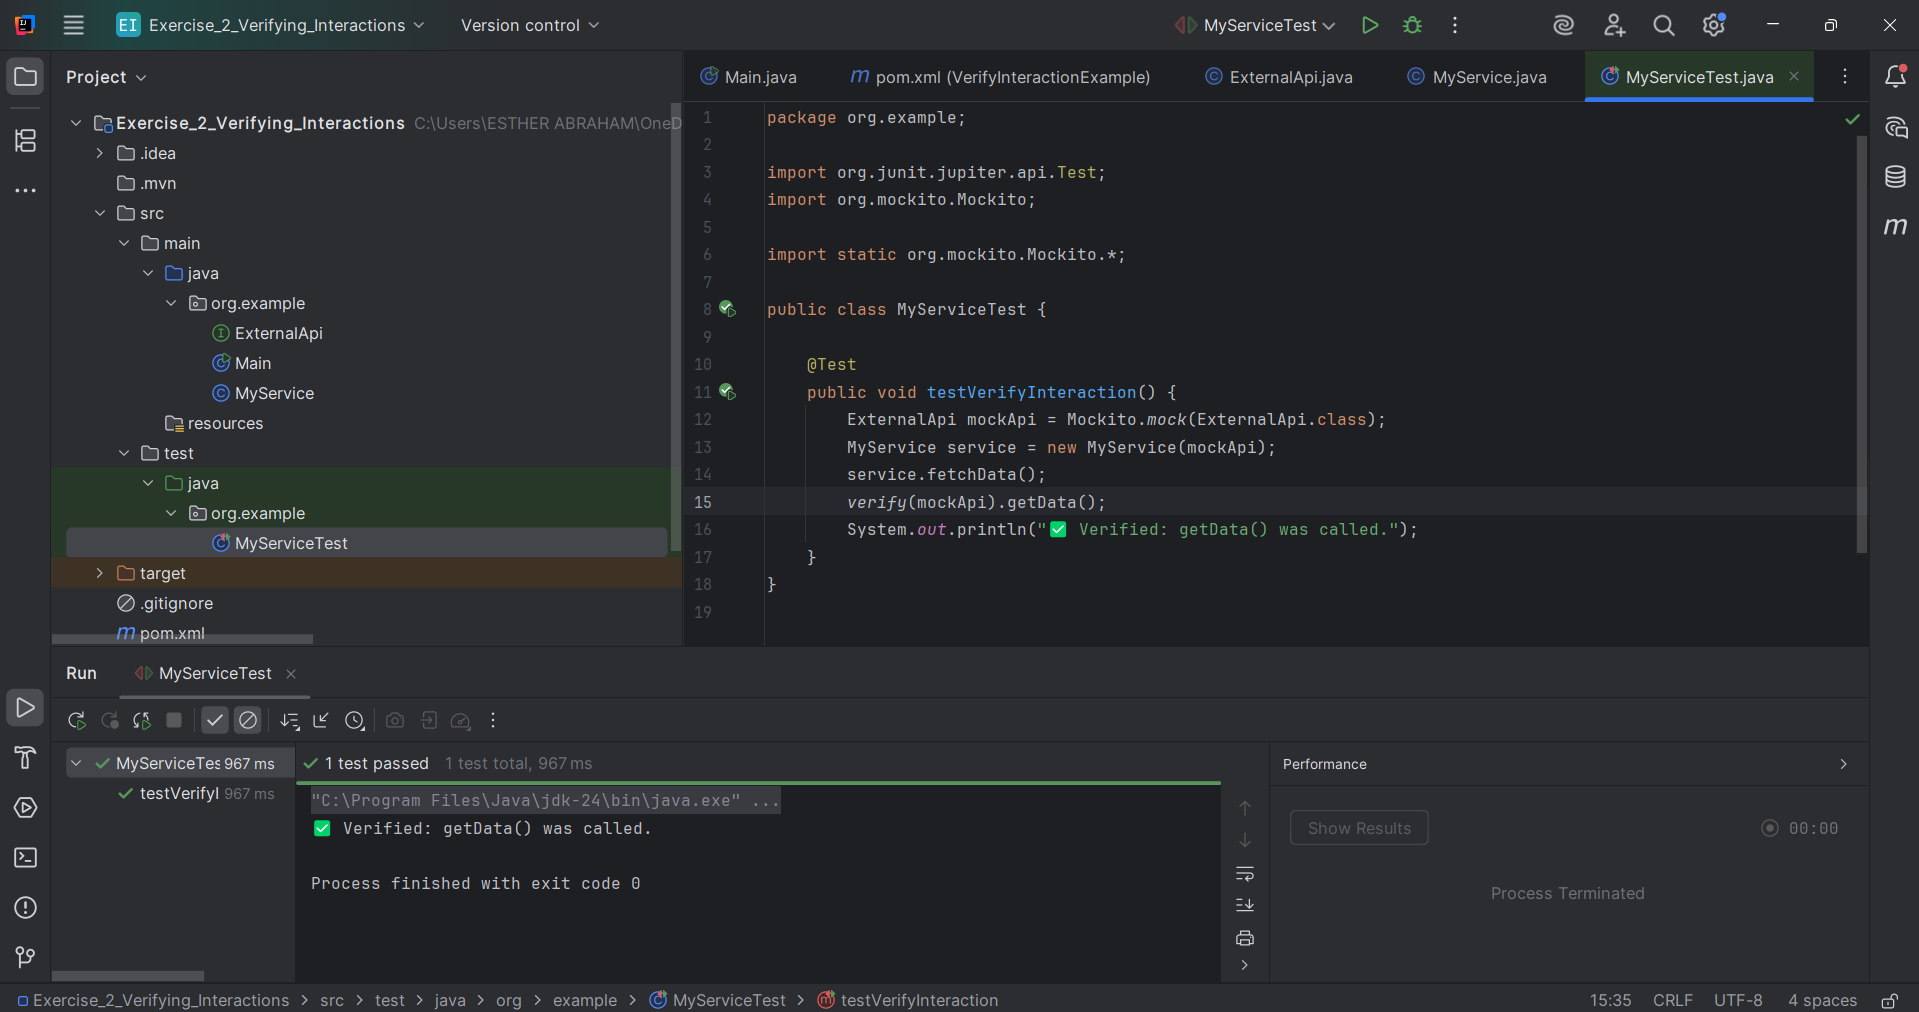 EI Exercise_2_Verifying_Interactions Version control MyServiceTest
Project
Main.java m pom.xml (VerifyInteractionExample) ExternalApi.java MyService.java MyServiceTest.java
Exercise_2_Verifying_Interactions C:\Users\ESTHER ABRAHAM\OneD
.idea
.mvn
src
main
java
org.example
ExternalApi
Main
MyService
resources
test
java
org.example
MyServiceTest
target
.gitignore
m pom.xml
1 package org.example;
2
3 import org.junit.jupiter.api.Test;
4 import org.mockito.Mockito;
5
6 import static org.mockito.Mockito.*;
7
8 public class MyServiceTest {
9
10 @Test
11 public void testVerifyInteraction() {
12 ExternalApi mockApi = Mockito.mock(ExternalApi.class);
13 MyService service = new MyService(mockApi);
14 service.fetchData();
15 verify(mockApi).getData();
16 System.out.println("✅ Verified: getData() was called.");
17 }
18 }
19
m
Run MyServiceTest
MyServiceTes 967 ms
testVerifyI 967 ms
1 test passed 1 test total, 967 ms
"C:\Program Files\Java\jdk-24\bin\java.exe" ...
✅ Verified: getData() was called.
Process finished with exit code 0
Performance
Show Results 00:00
Process Terminated
Exercise_2_Verifying_Interactions > src > test > java > org > example > MyServiceTest > testVerifyInteraction 15:35 CRLF UTF-8 4 spaces